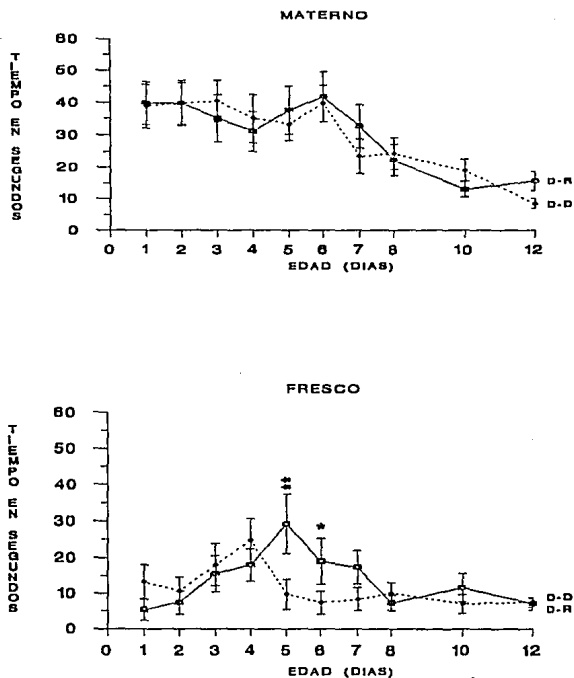 MATERNO
TIEMPO EN SEGUNDOS
60
50
40
30
20
10
0
D-R
D-D
0 1 2 3 4 5 6 7 8 10 12
EDAD (DIAS)
FRESCO
TIEMPO EN SEGUNDOS
60
50
40
30
20
10
0
**
*
D-D
D-R
0 1 2 3 4 5 6 7 8 10 12
EDAD (DIAS)